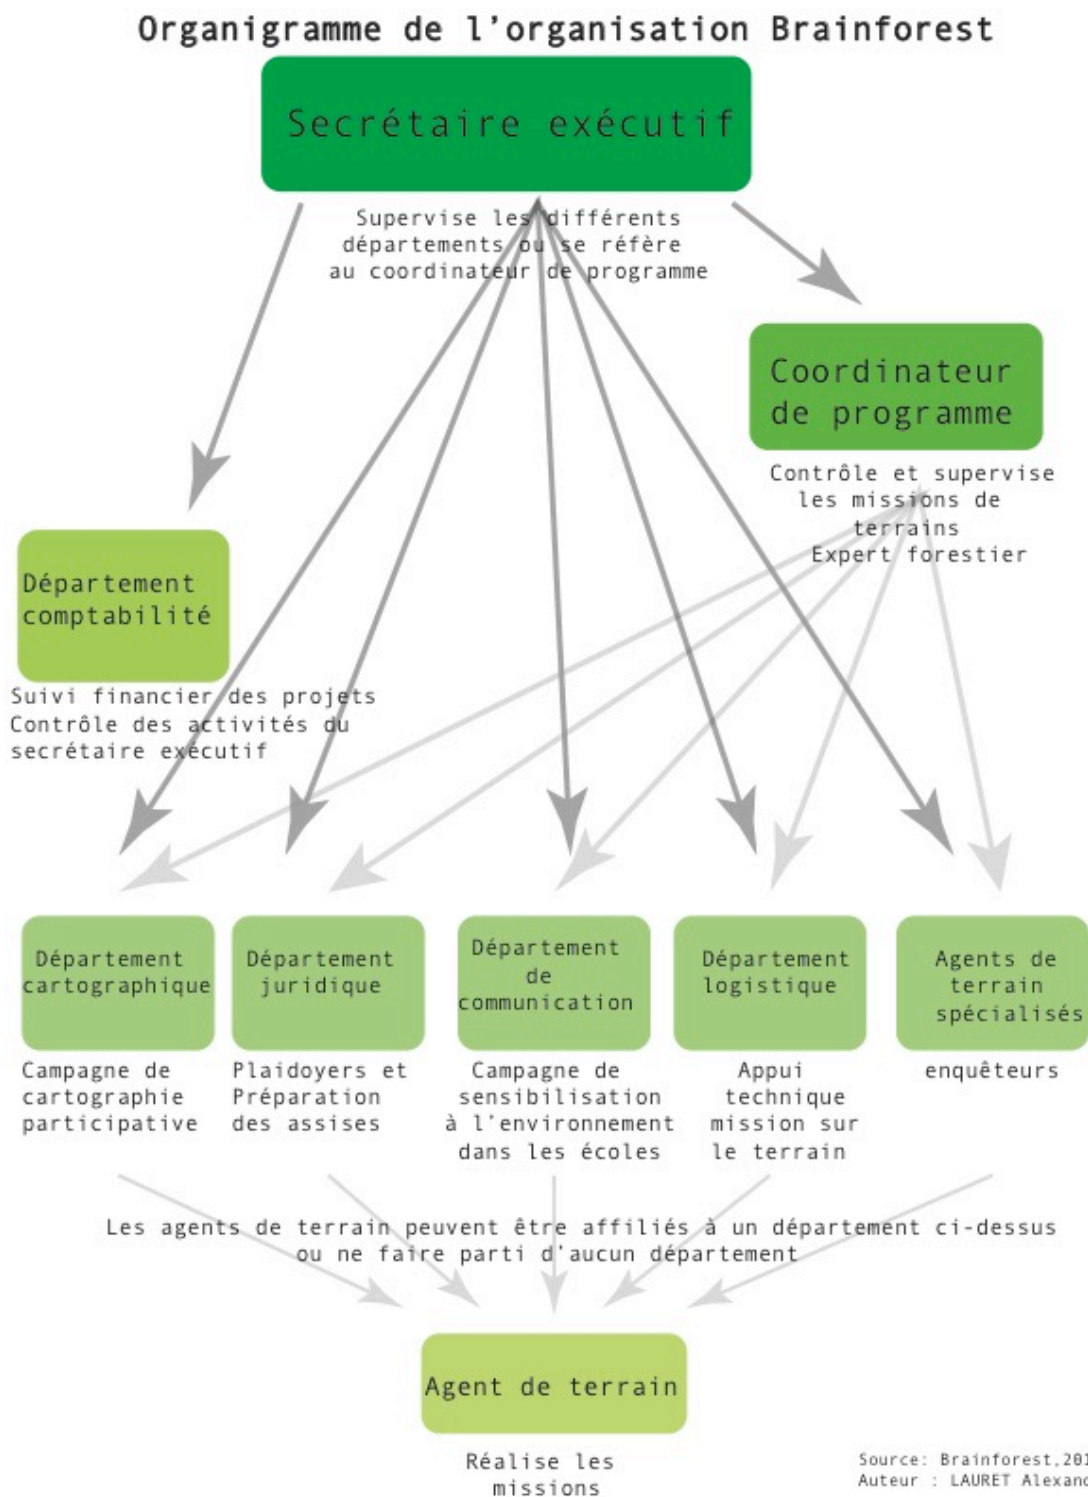 Organigramme de l'organisation Brainforest
Secrétaire exécutif
Supervise les différents
départements ou se réfère
au coordinateur de programme
Coordinateur
de programme
Contrôle et supervise
les missions de
terrains
Expert forestier
Département
comptabilité
Suivi financier des projets
Contrôle des activités du
secrétaire exécutif
Département
cartographique
Campagne de
cartographie
participative
Département
juridique
Plaidoyers et
Préparation
des assises
Département
de
communication
Campagne de
sensibilisation
à l'environnement
dans les écoles
Département
logistique
Appui
technique
mission sur
le terrain
Agents de
terrain
spécialisés
enquêteurs
Les agents de terrain peuvent être affiliés à un département ci-dessus
ou ne faire parti d'aucun département
Agent de terrain
Réalise les
missions
Source: Brainforest,
Auteur : LAURET